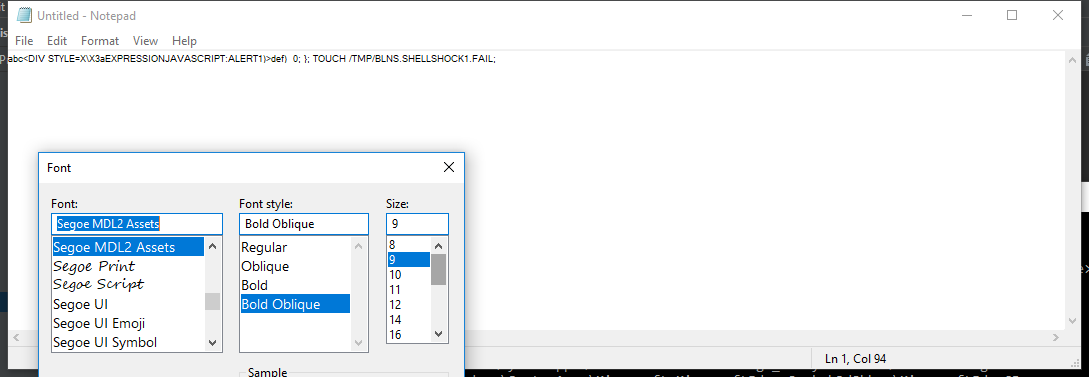 Untitled - Notepad
File Edit Format View Help
abc<DIV STYLE=X\X3aEXPRESSIONJAVASCRIPT:ALERT1)>def) 0; }; TOUCH /TMP/BLNS.SHELLSHOCK1.FAIL;
Font
Font: Font style: Size:
Segoe MDL2 Assets Bold Oblique 9
Segoe MDL2 Assets Regular 8
Segoe Print Oblique 9
Segoe Script Bold 10
Segoe UI Bold Oblique 11
Segoe UI Emoji 12
Segoe UI Symbol 14
16
Sample
Ln 1, Col 94